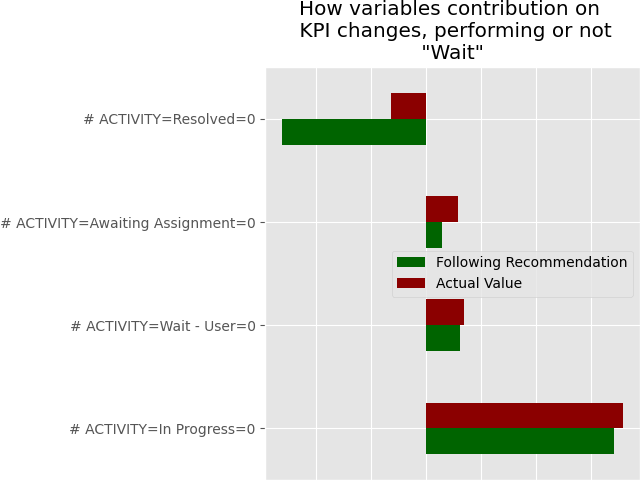 How variables contribution on
KPI changes, performing or not
"Wait"
# ACTIVITY=Resolved=0
# ACTIVITY=Awaiting Assignment=0
Following Recommendation
Actual Value
# ACTIVITY=Wait - User=0
# ACTIVITY=In Progress=0